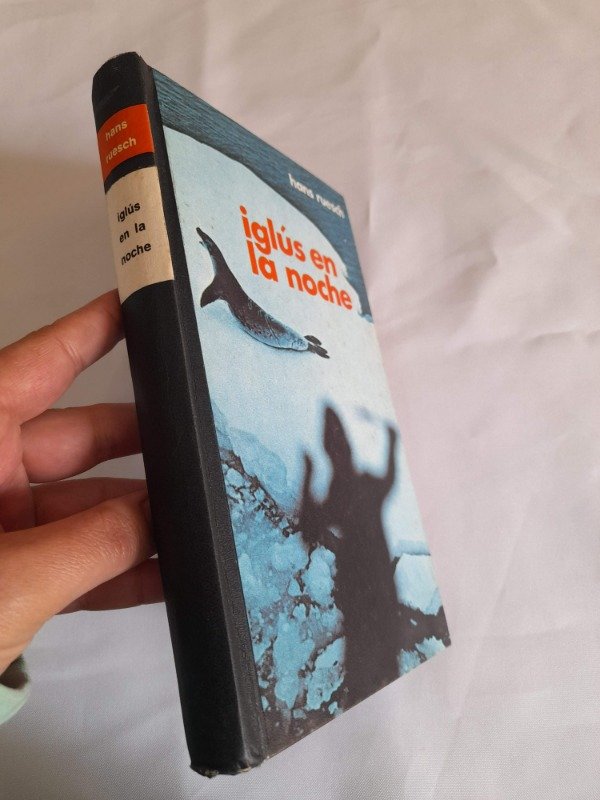 hans
ruesch
iglús
en la
noche
hans ruesch
iglús en
la noche